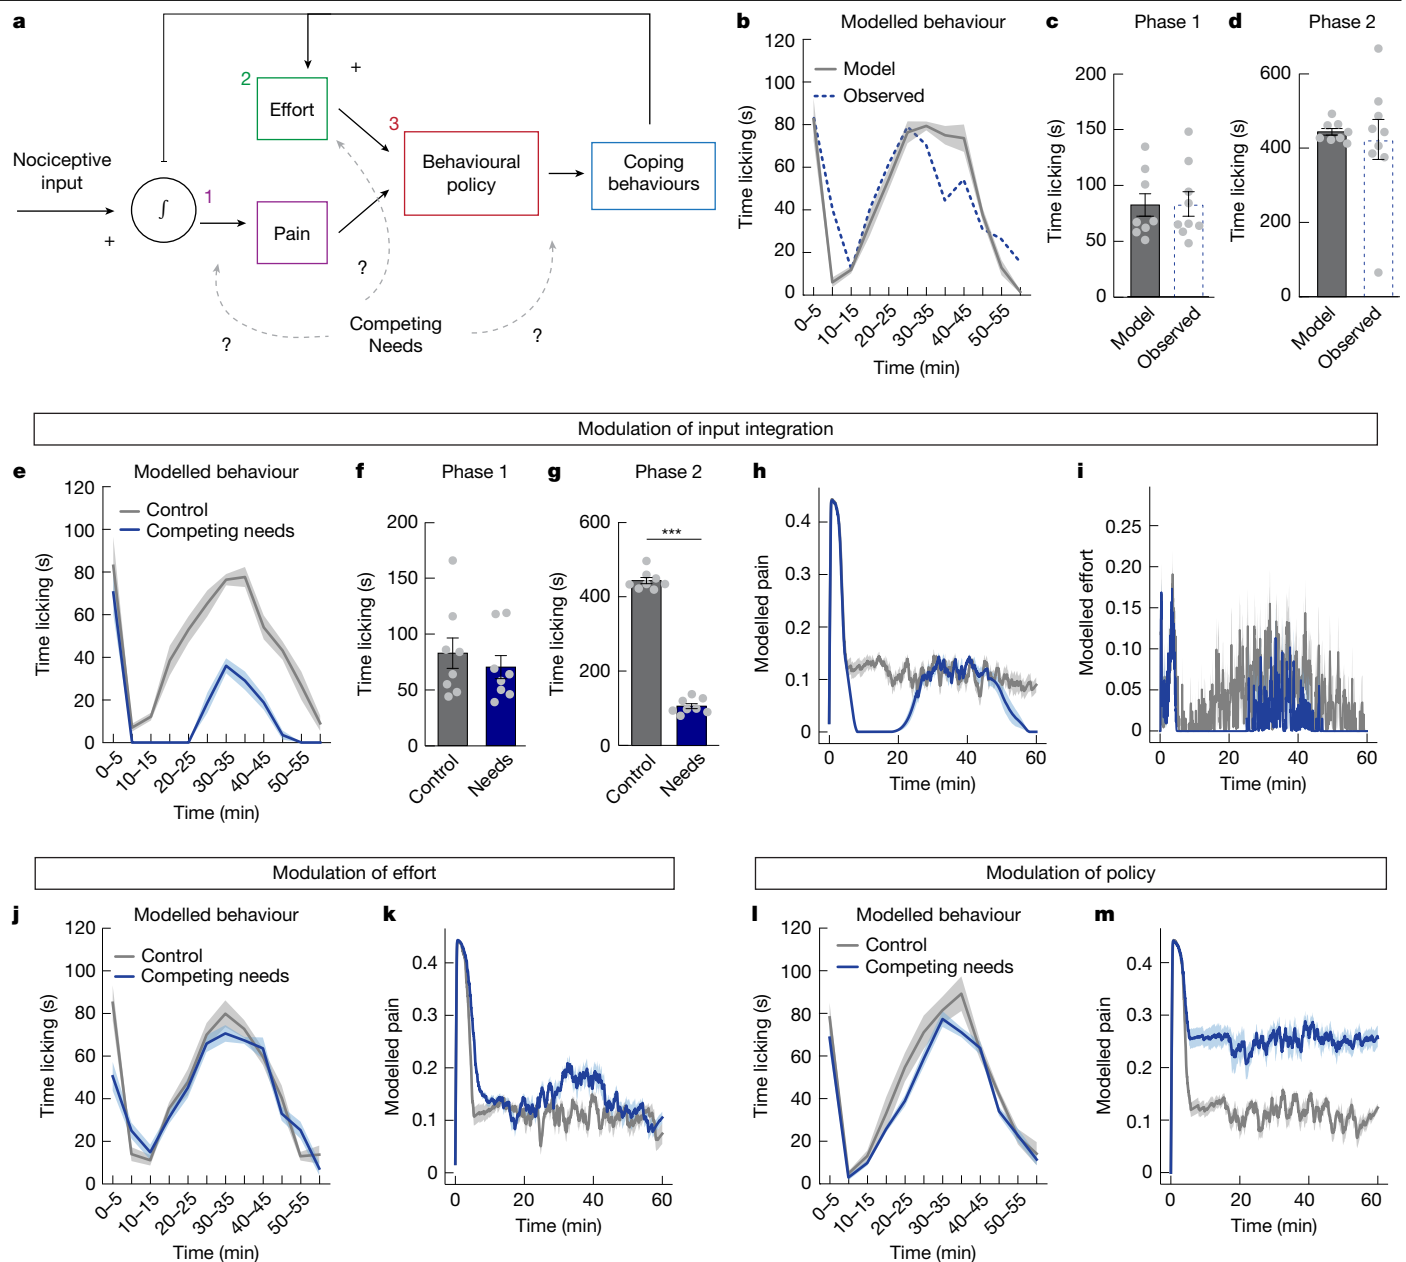 a
Nociceptive
input
+
∫
1
2
Effort
+
Pain
3
Behavioural
policy
Coping
behaviours
?
?
?
Competing
Needs
b
Modelled behaviour
Model
Observed
Time licking (s)
120
100
80
60
40
20
0
0–5
10–15
20–25
30–35
40–45
50–55
Time (min)
c
Phase 1
Time licking (s)
200
150
100
50
0
Model
Observed
d
Phase 2
Time licking (s)
600
400
200
0
Model
Observed
Modulation of input integration
e
Modelled behaviour
Control
Competing needs
Time licking (s)
120
100
80
60
40
20
0
0–5
10–15
20–25
30–35
40–45
50–55
Time (min)
f
Phase 1
Time licking (s)
200
150
100
50
0
Control
Needs
g
Phase 2
***
Time licking (s)
600
400
200
0
Control
Needs
h
Modelled pain
0.4
0.3
0.2
0.1
0
0
20
40
60
Time (min)
i
Modelled effort
0.25
0.20
0.15
0.10
0.05
0
0
20
40
60
Time (min)
Modulation of effort
j
Modelled behaviour
Control
Competing needs
Time licking (s)
120
100
80
60
40
20
0
0–5
10–15
20–25
30–35
40–45
50–55
Time (min)
k
Modelled pain
0.4
0.3
0.2
0.1
0
0
20
40
60
Time (min)
Modulation of policy
l
Modelled behaviour
Control
Competing needs
Time licking (s)
120
100
80
60
40
20
0
0–5
10–15
20–25
30–35
40–45
50–55
Time (min)
m
Modelled pain
0.4
0.3
0.2
0.1
0
0
20
40
60
Time (min)